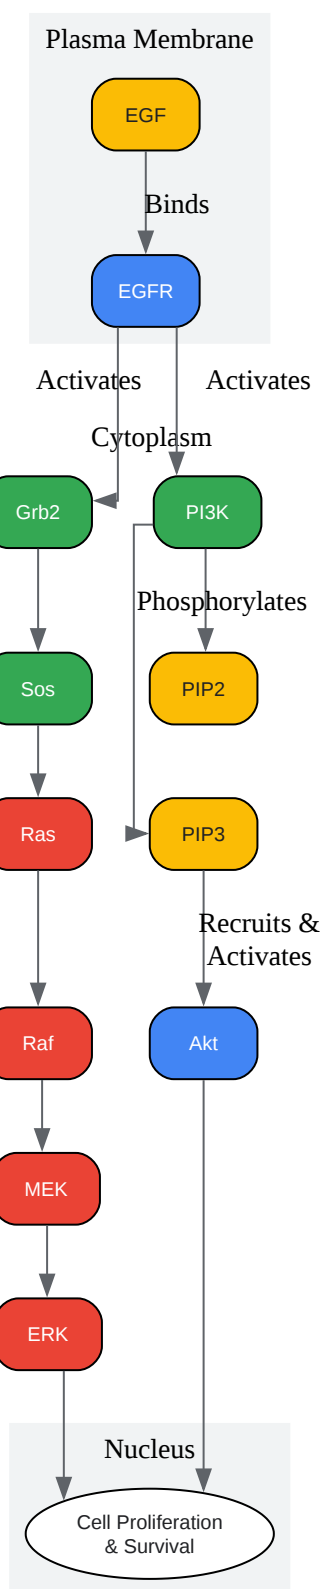 Plasma Membrane
EGF
Binds
EGFR
Activates
Activates
Cytoplasm
Grb2
PI3K
Phosphorylates
Sos
PIP2
Ras
PIP3
Recruits &
Activates
Raf
Akt
MEK
ERK
Nucleus
Cell Proliferation
& Survival